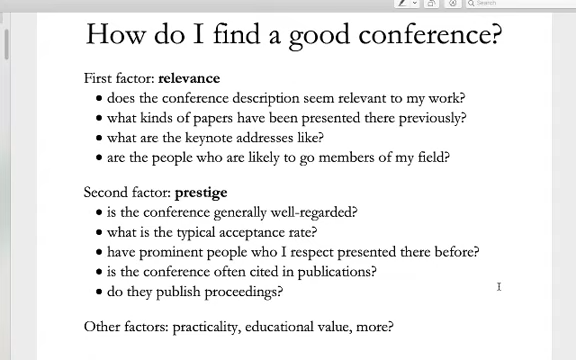 Search
How do I find a good conference?
First factor: relevance
• does the conference description seem relevant to my work?
• what kinds of papers have been presented there previously?
• what are the keynote addresses like?
• are the people who are likely to go members of my field?
Second factor: prestige
• is the conference generally well-regarded?
• what is the typical acceptance rate?
• have prominent people who I respect presented there before?
• is the conference often cited in publications?
• do they publish proceedings?
Other factors: practicality, educational value, more?